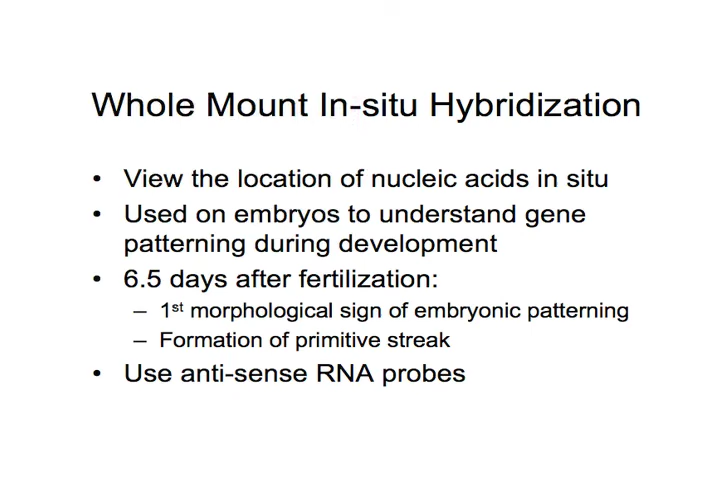 Whole Mount In-situ Hybridization
• View the location of nucleic acids in situ
• Used on embryos to understand gene
patterning during development
• 6.5 days after fertilization:
– 1st morphological sign of embryonic patterning
– Formation of primitive streak
• Use anti-sense RNA probes